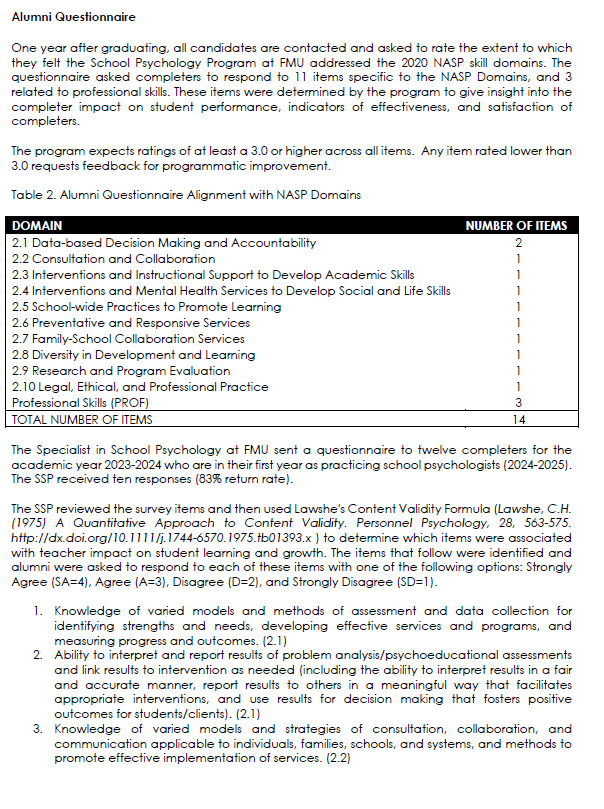 Alumni Questionnaire
One year after graduating, all candidates are contacted and asked to rate the extent to which
they felt the School Psychology Program at FMU addressed the 2020 NASP skill domains. The
questionnaire asked completers to respond to 11 items specific to the NASP Domains, and 3
related to professional skills. These items were determined by the program to give insight into the
completer impact on student performance, indicators of effectiveness, and satisfaction of
completers.
The program expects ratings of at least a 3.0 or higher across all items. Any item rated lower than
3.0 requests feedback for programmatic improvement.
Table 2. Alumni Questionnaire Alignment with NASP Domains
DOMAIN NUMBER OF ITEMS
2.1 Data-based Decision Making and Accountability 2
2.2 Consultation and Collaboration 1
2.3 Interventions and Instructional Support to Develop Academic Skills 1
2.4 Interventions and Mental Health Services to Develop Social and Life Skills 1
2.5 School-wide Practices to Promote Learning 1
2.6 Preventative and Responsive Services 1
2.7 Family-School Collaboration Services 1
2.8 Diversity in Development and Learning 1
2.9 Research and Program Evaluation 1
2.10 Legal, Ethical, and Professional Practice 1
Professional Skills (PROF) 3
TOTAL NUMBER OF ITEMS 14
The Specialist in School Psychology at FMU sent a questionnaire to twelve completers for the
academic year 2023-2024 who are in their first year as practicing school psychologists (2024-2025).
The SSP received ten responses (83% return rate).
The SSP reviewed the survey items and then used Lawshe's Content Validity Formula (Lawshe, C.H.
(1975) A Quantitative Approach to Content Validity. Personnel Psychology, 28, 563-575.
http://dx.doi.org/10.1111/j.1744-6570.1975.tb01393.x ) to determine which items were associated
with teacher impact on student learning and growth. The items that follow were identified and
alumni were asked to respond to each of these items with one of the following options: Strongly
Agree (SA=4), Agree (A=3), Disagree (D=2), and Strongly Disagree (SD=1).
1. Knowledge of varied models and methods of assessment and data collection for
identifying strengths and needs, developing effective services and programs, and
measuring progress and outcomes. (2.1)
2. Ability to interpret and report results of problem analysis/psychoeducational assessments
and link results to intervention as needed (including the ability to interpret results in a fair
and accurate manner, report results to others in a meaningful way that facilitates
appropriate interventions, and use results for decision making that fosters positive
outcomes for students/clients). (2.1)
3. Knowledge of varied models and strategies of consultation, collaboration, and
communication applicable to individuals, families, schools, and systems, and methods to
promote effective implementation of services. (2.2)